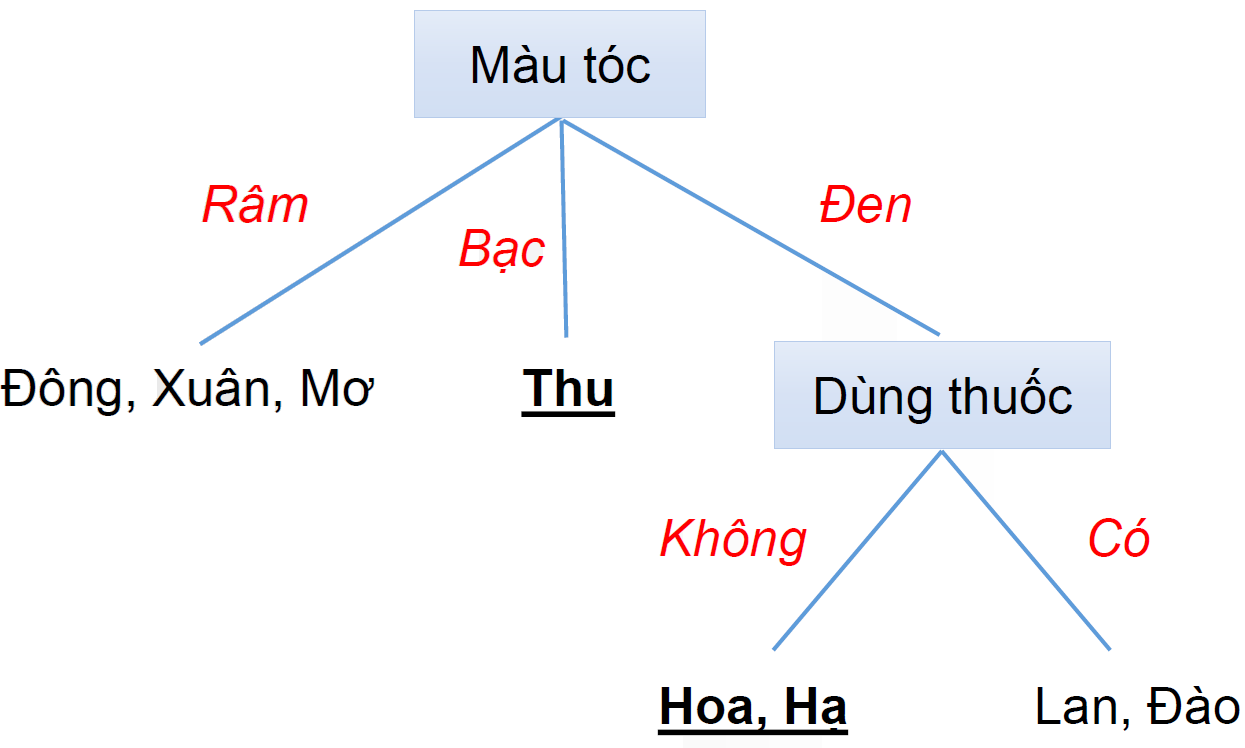 Màu tóc
Râm
Bạc
Đen
Đông, Xuân, Mơ
Thu
Dùng thuốc
Không
Có
Hoa, Hạ
Lan, Đào